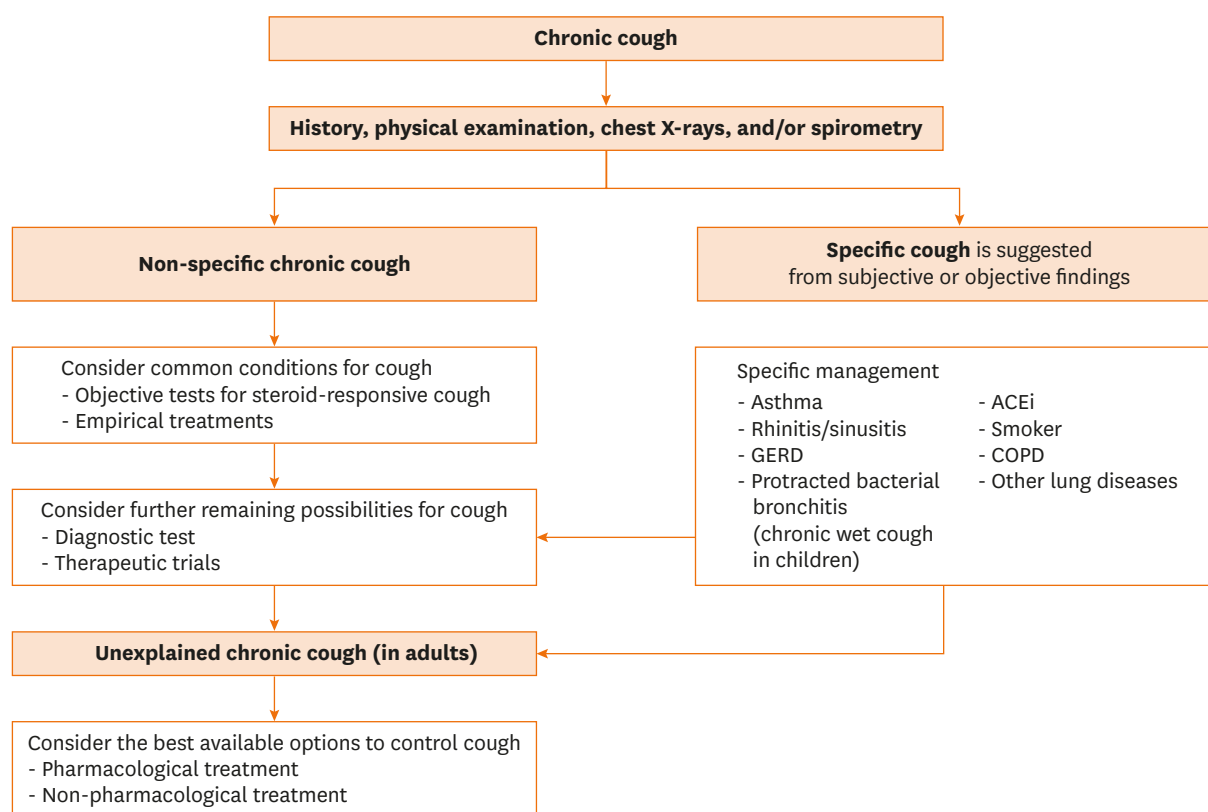 Chronic cough
History, physical examination, chest X-rays, and/or spirometry
Non-specific chronic cough
Specific cough is suggested
from subjective or objective findings
Consider common conditions for cough
- Objective tests for steroid-responsive cough
- Empirical treatments
Specific management
- Asthma
- Rhinitis/sinusitis
- GERD
- Protracted bacterial
bronchitis
(chronic wet cough
in children)
- ACEi
- Smoker
- COPD
- Other lung diseases
Consider further remaining possibilities for cough
- Diagnostic test
- Therapeutic trials
Unexplained chronic cough (in adults)
Consider the best available options to control cough
- Pharmacological treatment
- Non-pharmacological treatment